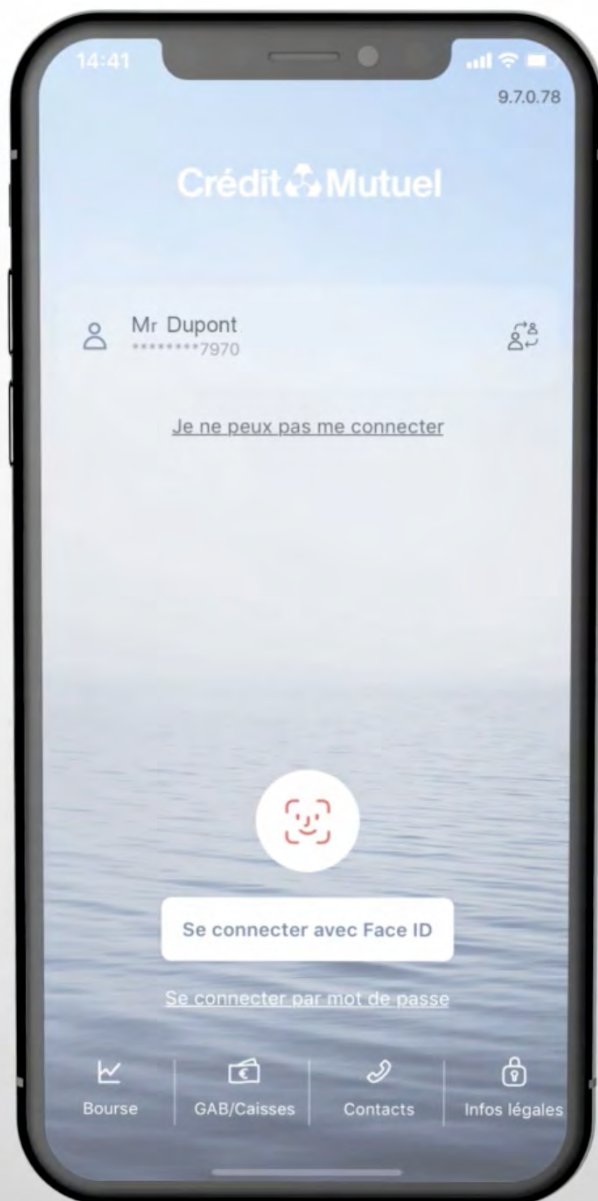 14:41
9.7.0.78
Crédit Mutuel
Mr Dupont
********7970
Je ne peux pas me connecter
Se connecter avec Face ID
Se connecter par mot de passe
Bourse
GAB/Caisses
Contacts
Infos légales